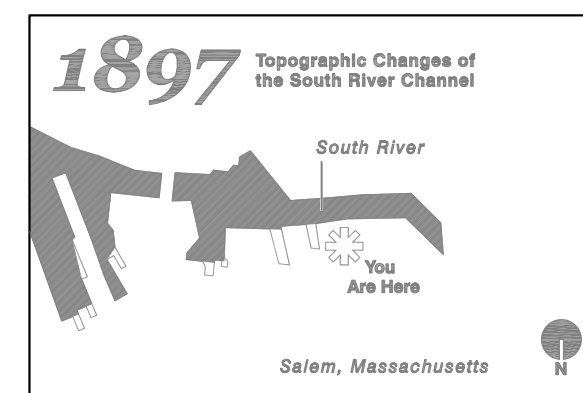 1897
Topographic Changes of
the South River Channel
South River
You
Are Here
Salem, Massachusetts
N